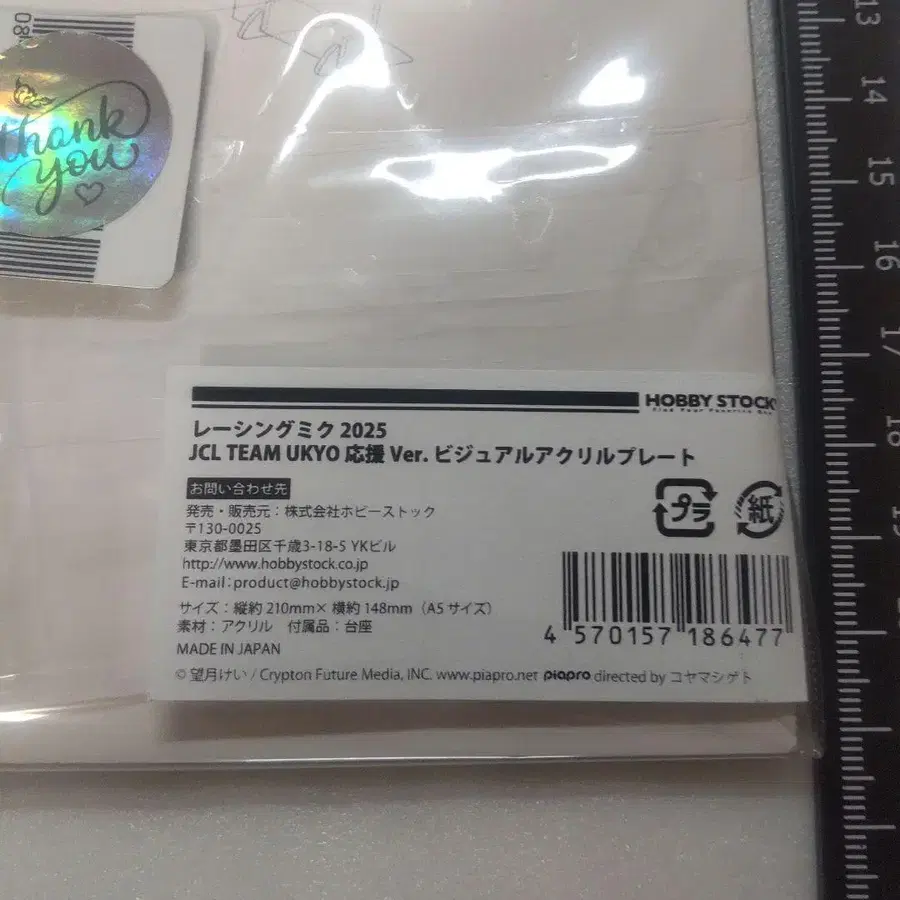 08
thank
you
HOBBY STOCK
レーシングミク 2025
JCL TEAM UKYO 応援 Ver. ビジュアルアクリルプレート
お問い合わせ先
発売・販売元:株式会社ホビーストック
〒130-0025
東京都墨田区千歳3-18-5 YKビル
http://www.hobbystock.co.jp
E-mail:product@hobbystock.jp
サイズ:縦約 210mm× 横約 148mm(A5 サイズ)
素材:アクリル 付属品:台座
MADE IN JAPAN
プラ
紙
4 570157 186477
© 望月けい / Crypton Future Media, INC. www.piapro.net piapro directed by コヤマシゲト
13
14
15
16
17
18